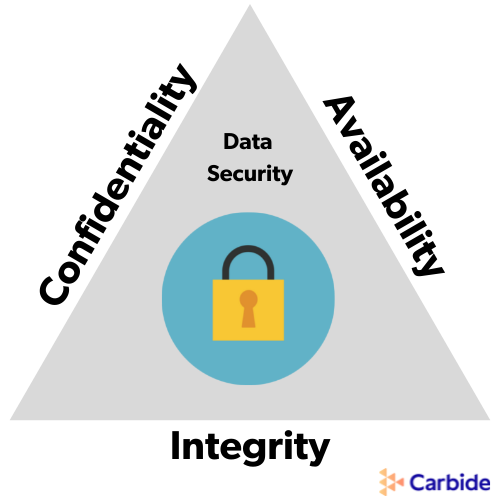 Confidentiality
Availability
Data
Security
Integrity
Carbide